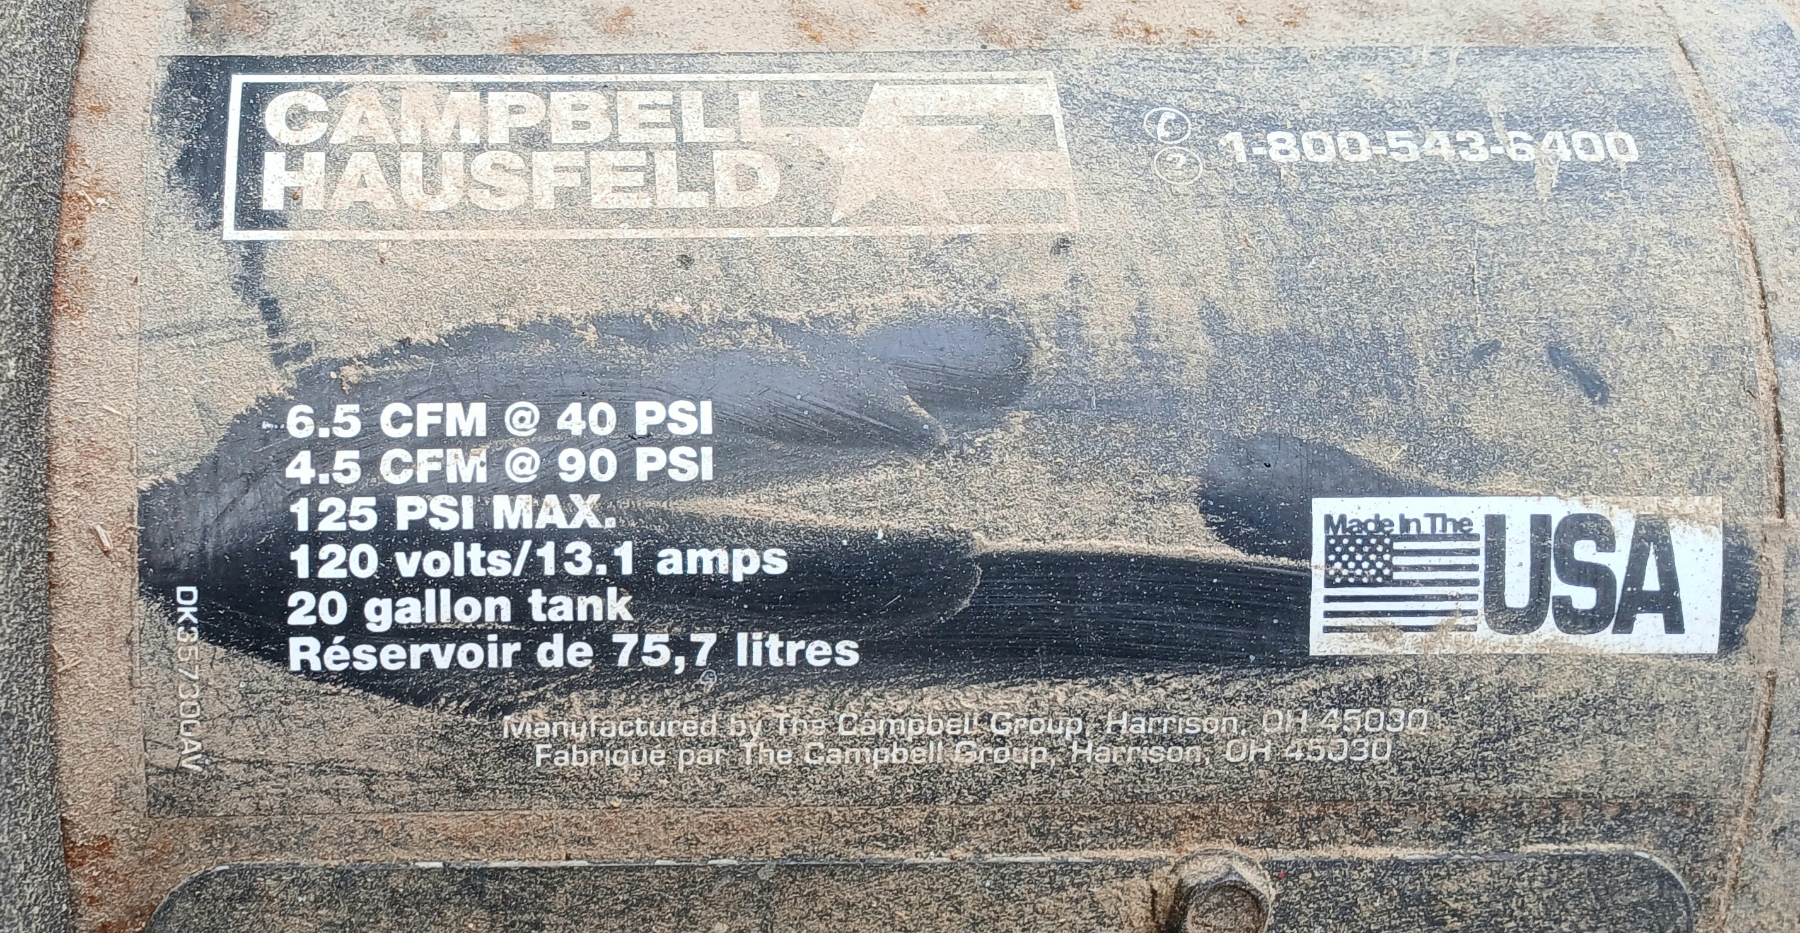 CAMPBELL
HAUSFELD
1-800-543-6400
6.5 CFM @ 40 PSI
4.5 CFM @ 90 PSI
125 PSI MAX.
120 volts/13.1 amps
20 gallon tank
Réservoir de 75,7 litres
Made In The
USA
DK357300AV
Manufactured by The Campbell Group, Harrison, OH 45030
Fabrique par The Campbell Group, Harrison, OH 45030